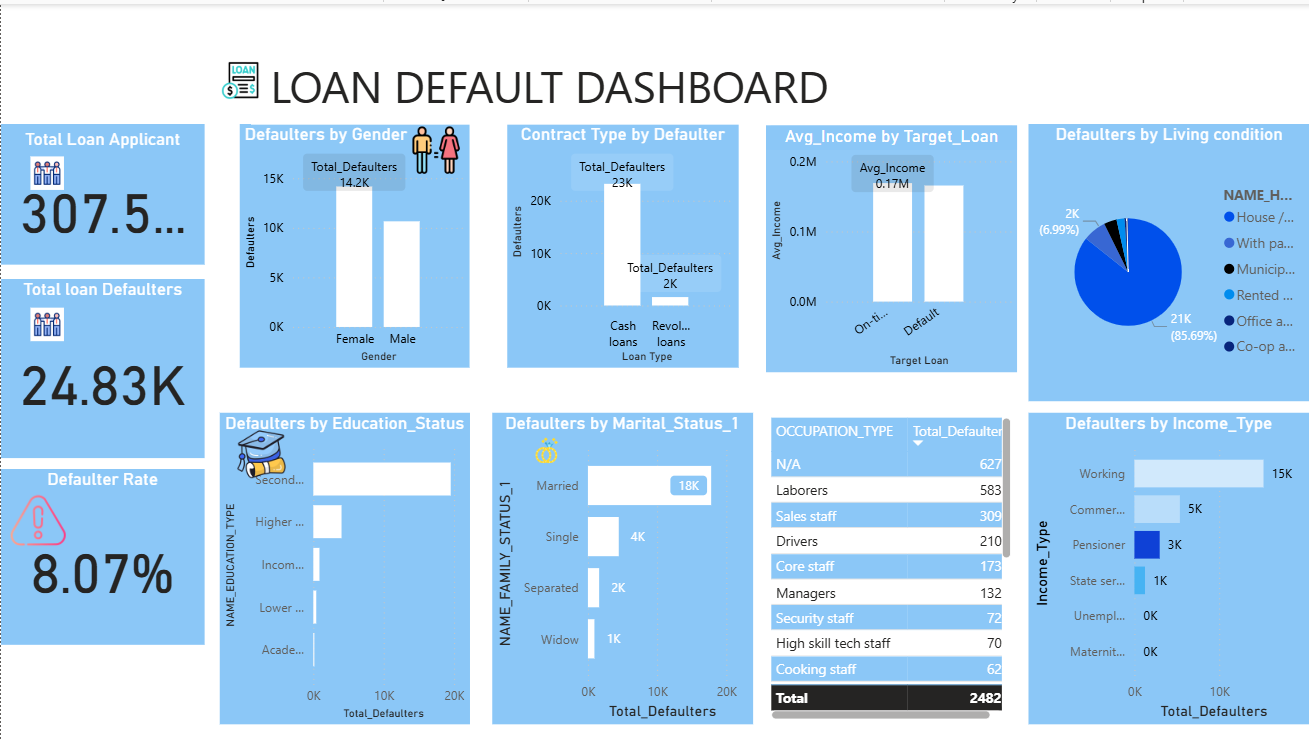 LOAN
LOAN DEFAULT DASHBOARD
Total Loan Applicant
307.5...
Total loan Defaulters
24.83K
Defaulter Rate
8.07%
Defaulters by Gender
Total_Defaulters
14.2K
15K
10K
5K
0K
Defaulters
Female
Male
Gender
Contract Type by Defaulter
Total_Defaulters
23K
Total_Defaulters
2K
20K
10K
0K
Defaulters
Cash
loans
Revol...
loans
Loan Type
Avg_Income by Target_Loan
Avg_Income
0.17M
0.2M
0.1M
0.0M
Avg_Income
On-ti...
Default
Target Loan
Defaulters by Living condition
2K
(6.99%)
21K
(85.69%)
NAME_H...
House /...
With pa...
Municip...
Rented ...
Office a...
Co-op a...
Defaulters by Education_Status
NAME_EDUCATION_TYPE
Second...
Higher ...
Incom...
Lower ...
Acade...
0K
10K
20K
Total_Defaulters
Defaulters by Marital_Status_1
NAME_FAMILY_STATUS_1
Married
18K
Single
4K
Separated
2K
Widow
1K
0K
10K
20K
Total_Defaulters
OCCUPATION_TYPE Total_Defaulter
N/A 627
Laborers 583
Sales staff 309
Drivers 210
Core staff 173
Managers 132
Security staff 72
High skill tech staff 70
Cooking staff 62
Total 2482
Defaulters by Income_Type
Income_Type
Working
15K
Commer...
5K
Pensioner
3K
State ser...
1K
Unempl...
0K
Maternit...
0K
0K
10K
Total_Defaulters